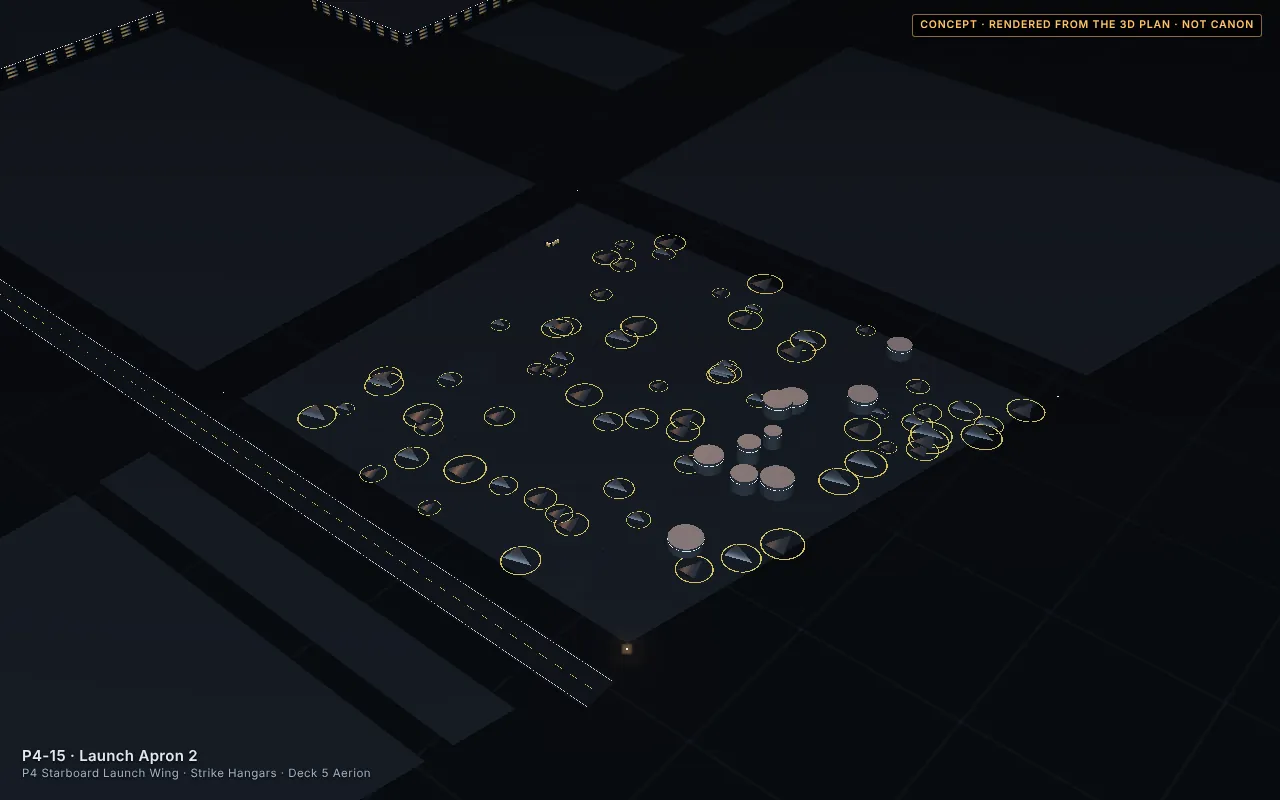 CONCEPT · RENDERED FROM THE 3D PLAN · NOT CANON
P4-15 · Launch Apron 2
P4 Starboard Launch Wing · Strike Hangars · Deck 5 Aerion